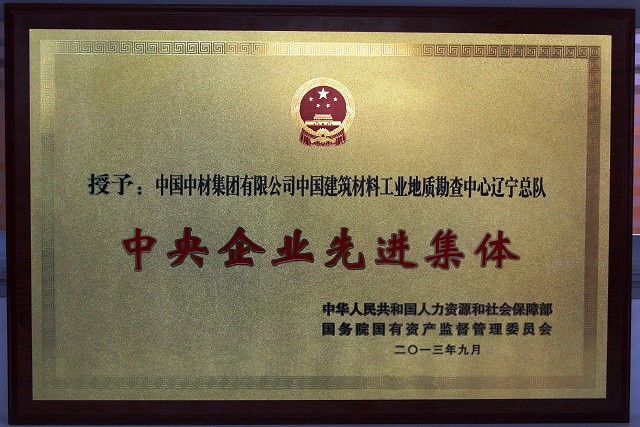 授予：中国中材集团有限公司中国建筑材料工业地质勘查中心辽宁总队
中央企业先进集体
中华人民共和国人力资源和社会保障部
国务院国有资产监督管理委员会
二〇一三年九月